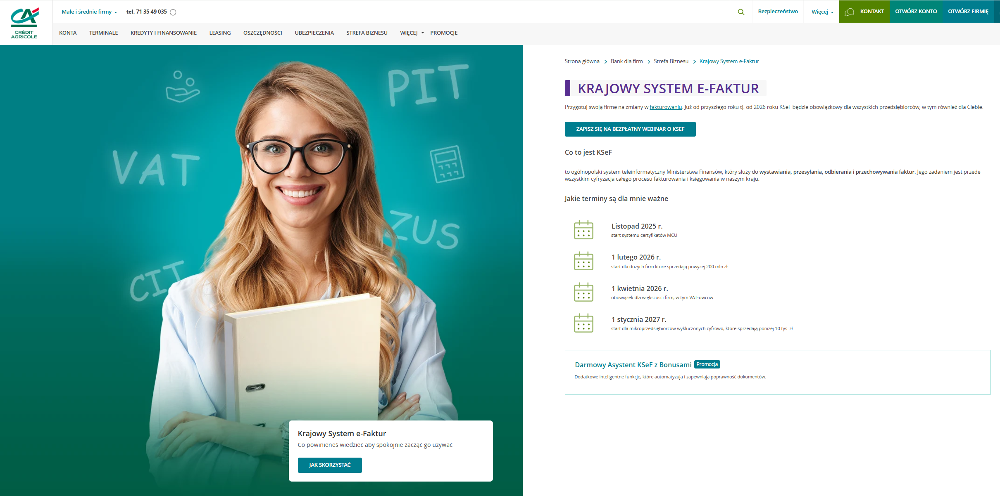 CRÉDIT
AGRICOLE
Małe i średnie firmy
tel. 71 35 49 035
Bezpieczeństwo
Więcej
KONTAKT
OTWÓRZ KONTO
OTWÓRZ FIRMĘ
KONTA
TERMINALE
KREDYTY I FINANSOWANIE
LEASING
OSZCZĘDNOŚCI
UBEZPIECZENIA
STREFA BIZNESU
WIĘCEJ
PROMOCJE
PIT
VAT
ZUS
CIT
Krajowy System e-Faktur
Co powinieneś wiedzieć aby spokojnie zacząć go używać
JAK SKORZYSTAĆ
Strona główna > Bank dla firm > Strefa Biznesu > Krajowy System e-Faktur
KRAJOWY SYSTEM E-FAKTUR
Przygotuj swoją firmę na zmiany w fakturowaniu. Już od przyszłego roku tj. od 2026 roku KSeF będzie obowiązkowy dla wszystkich przedsiębiorców, w tym również dla Ciebie.
ZAPISZ SIĘ NA BEZPŁATNY WEBINAR O KSEF
Co to jest KSeF
to ogólnopolski system teleinformatyczny Ministerstwa Finansów, który służy do wystawiania, przesyłania, odbierania i przechowywania faktur. Jego zadaniem jest przede
wszystkim cyfryzacja całego procesu fakturowania i księgowania w naszym kraju.
Jakie terminy są dla mnie ważne
Listopad 2025 r.
start systemu certyfikatów MCU
1 lutego 2026 r.
start dla dużych firm które sprzedają powyżej 200 mln zł
1 kwietnia 2026 r.
obowiązek dla większości firm, w tym VAT-owców
1 stycznia 2027 r.
start dla mikroprzedsiębiorców wykluczonych cyfrowo, które sprzedają poniżej 10 tys. zł
Darmowy Asystent KSeF z Bonusami Promocja
Dodatkowe inteligentne funkcje, które automatyzują i zapewniają poprawność dokumentów.